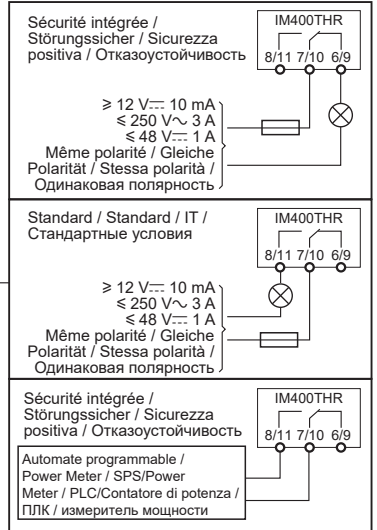 Sécurité intégrée /
Störungssicher / Sicurezza
positiva / Отказоустойчивость
IM400THR
8/11 7/10 6/9
≥ 12 V⎓ 10 mA
≤ 250 V∿ 3 A
≤ 48 V⎓ 1 A
Même polarité / Gleiche
Polarität / Stessa polarità /
Одинаковая полярность
Standard / Standard / IT /
Стандартные условия
IM400THR
8/11 7/10 6/9
≥ 12 V⎓ 10 mA
≤ 250 V∿ 3 A
≤ 48 V⎓ 1 A
Même polarité / Gleiche
Polarität / Stessa polarità /
Одинаковая полярность
Sécurité intégrée /
Störungssicher / Sicurezza
positiva / Отказоустойчивость
IM400THR
8/11 7/10 6/9
Automate programmable /
Power Meter / SPS/Power
Meter / PLC/Contatore di potenza /
ПЛК / измеритель мощности